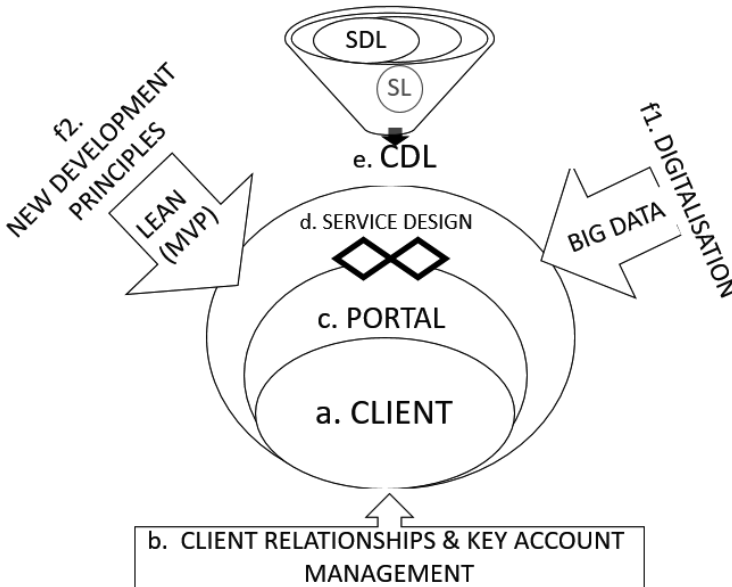 SDL
SL
e. CDL
f2.
NEW DEVELOPMENT
PRINCIPLES
LEAN
(MVP)
f1. DIGITALISATION
BIG DATA
d. SERVICE DESIGN
c. PORTAL
a. CLIENT
b. CLIENT RELATIONSHIPS & KEY ACCOUNT
MANAGEMENT